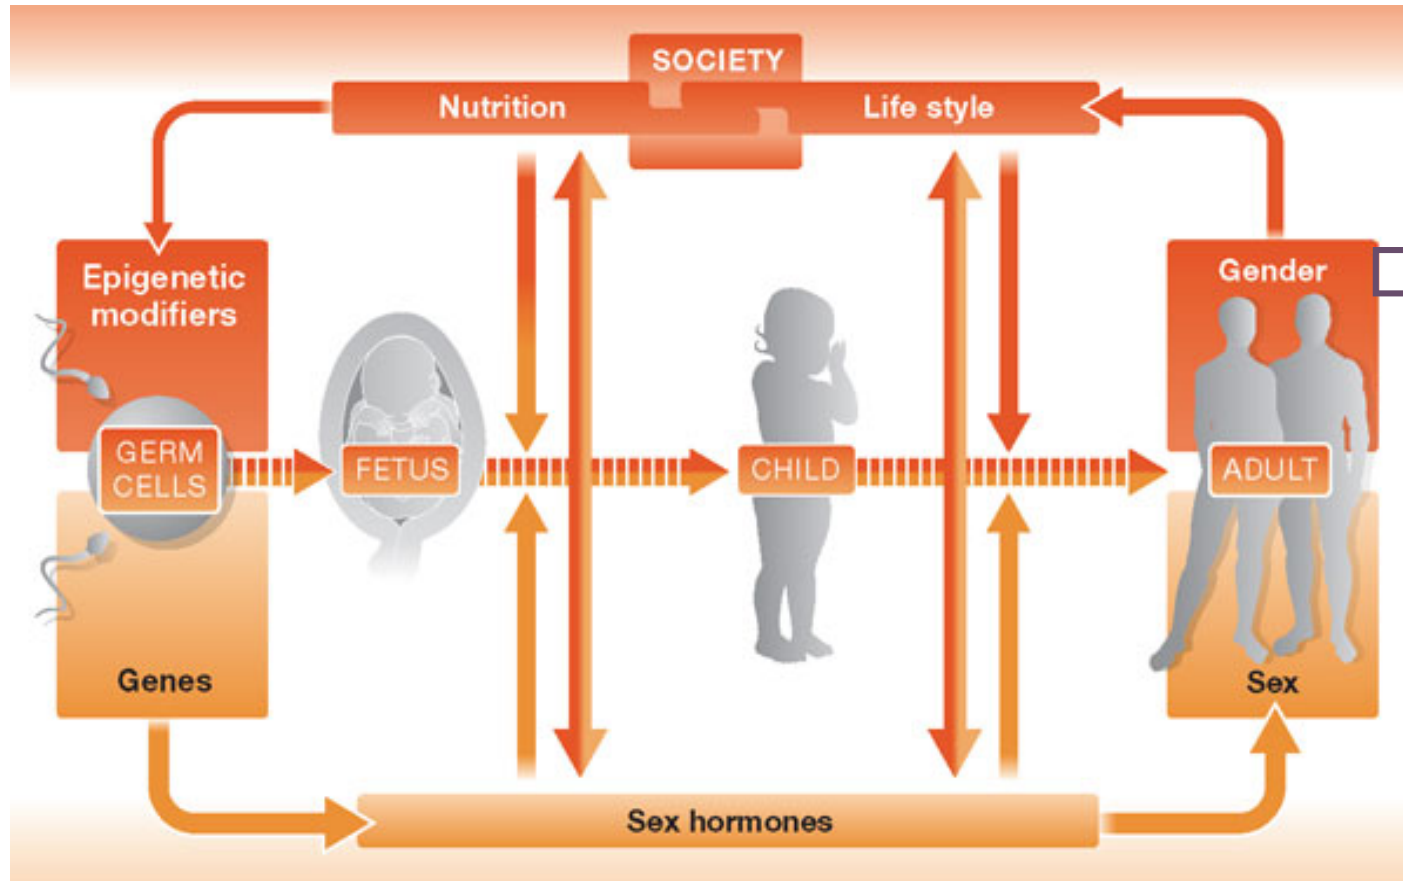 SOCIETY
Nutrition
Life style
Epigenetic
modifiers
Gender
GERM
CELLS
FETUS
CHILD
ADULT
Genes
Sex
Sex hormones